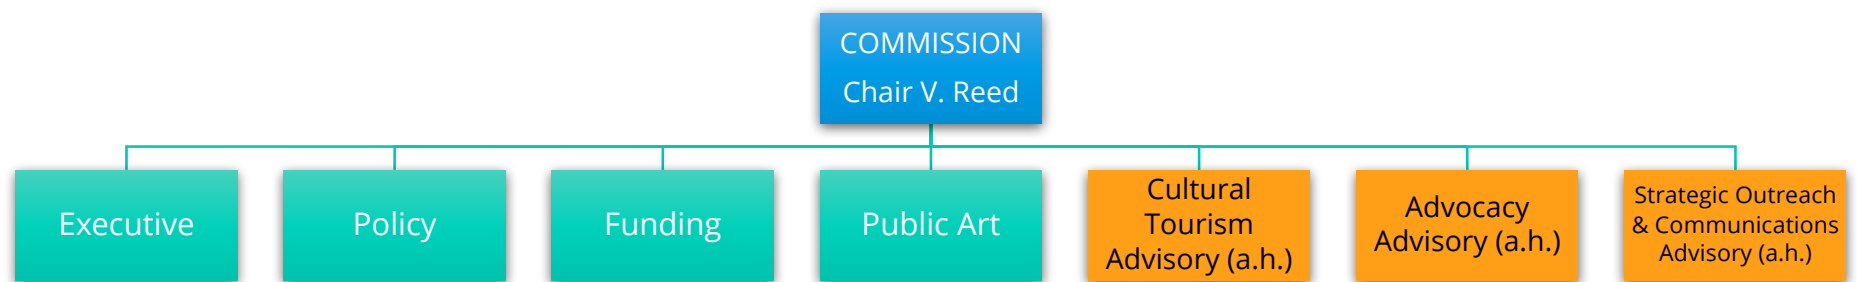 COMMISSION
Chair V. Reed
Executive
Policy
Funding
Public Art
Cultural
Tourism
Advisory (a.h.)
Advocacy
Advisory (a.h.)
Strategic Outreach
& Communications
Advisory (a.h.)